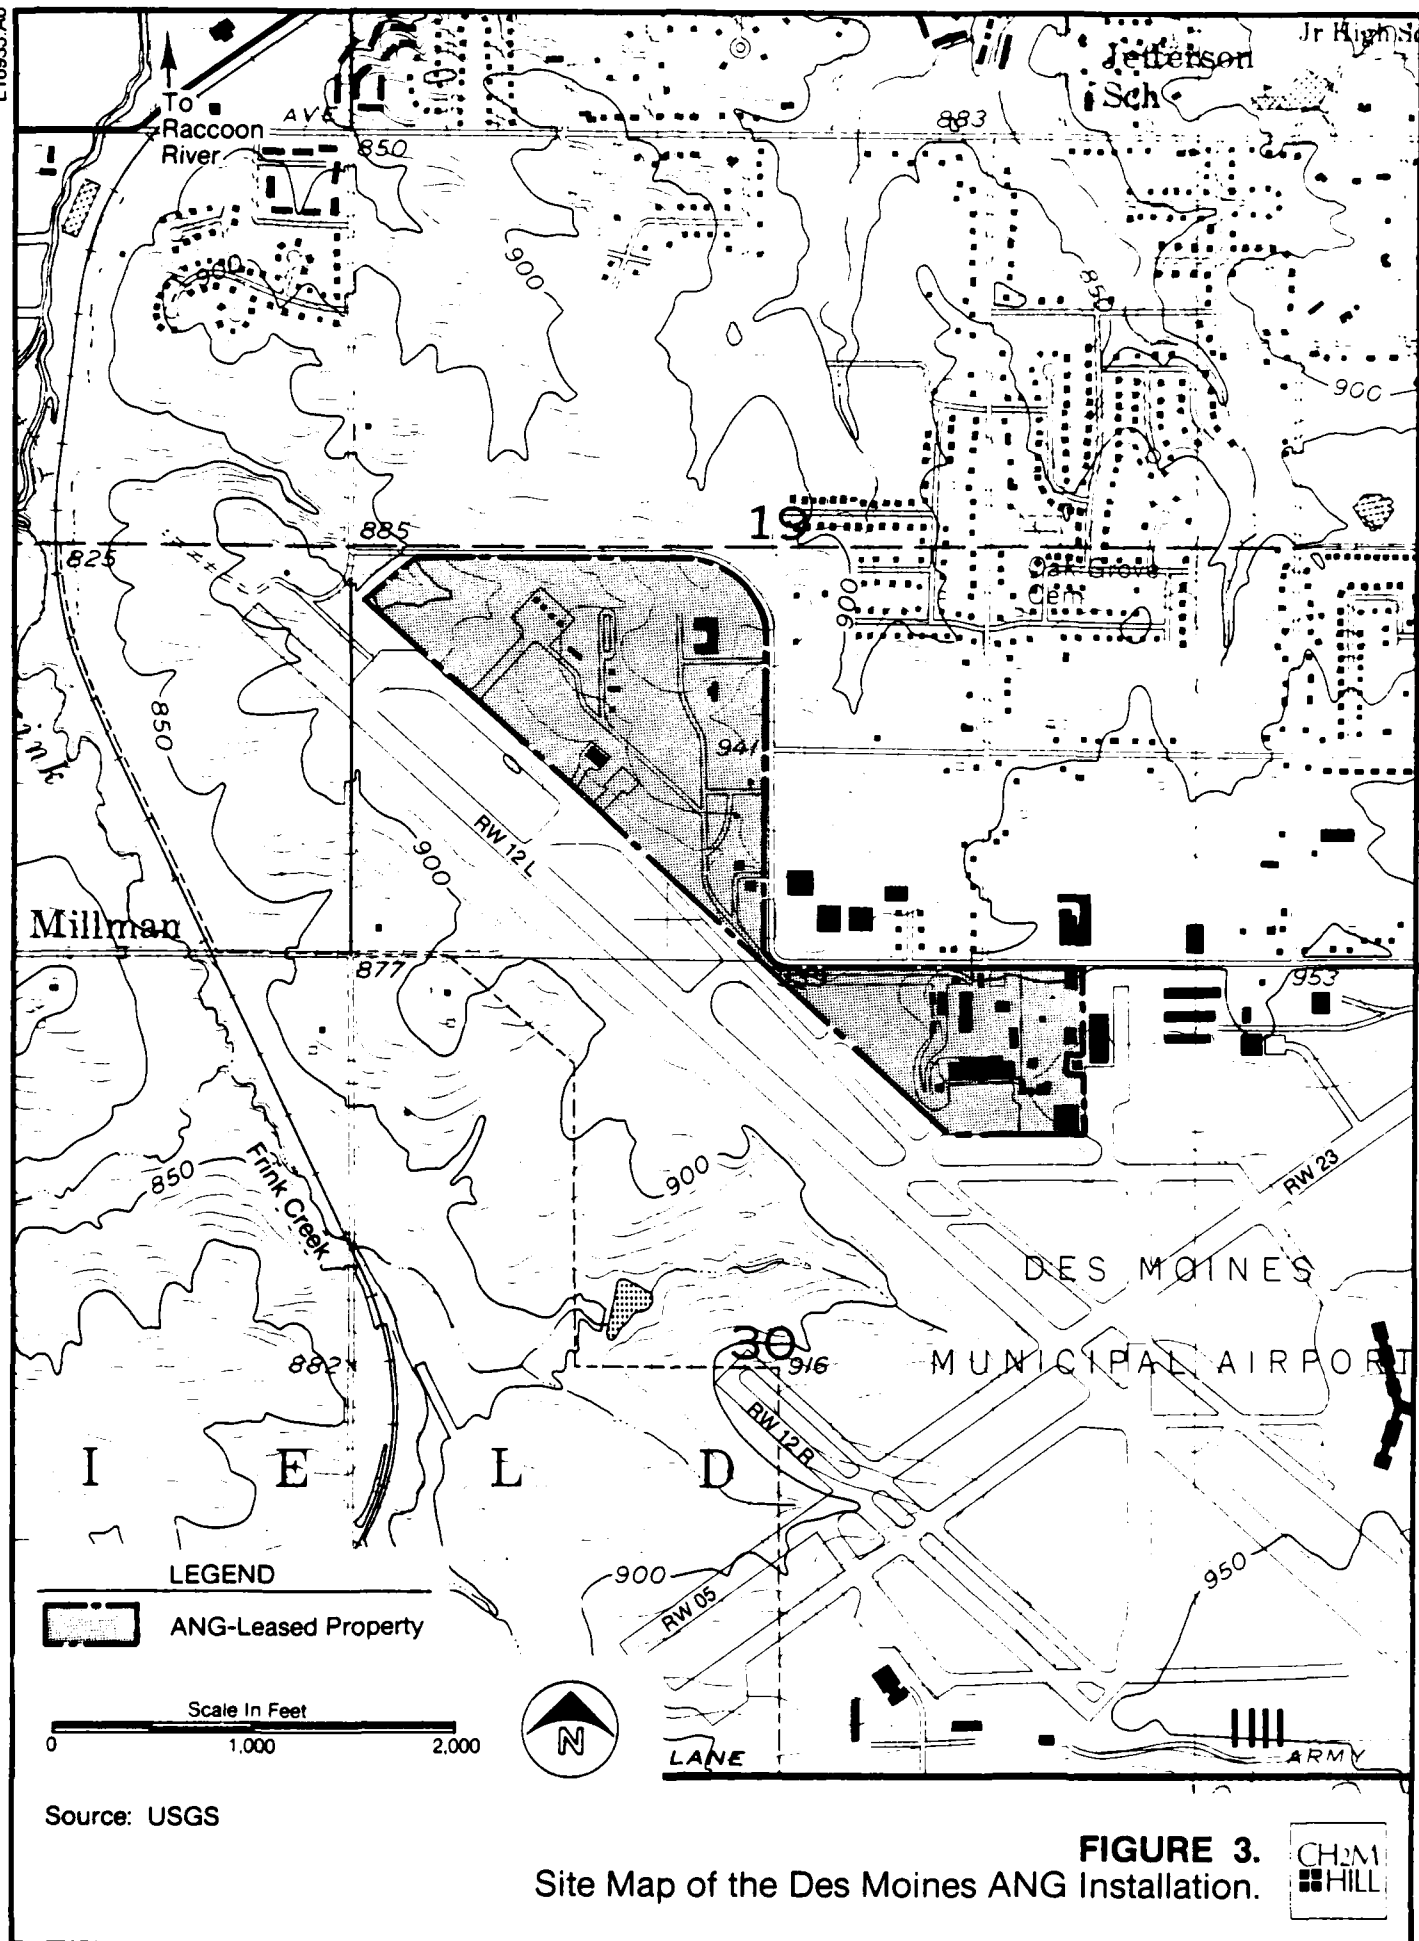 Jr High
Jefferson
Sch
To
Raccoon
River
AVE
850
883
900
900
850
900
19
885
825
Oak Grove
Cem
900
850
941
RW 12 L
900
Millman
877
953
Frink Creek
850
900
RW 23
DES MOINES
30
916
MUNICIPAL AIRPORT
882
RW 12 R
I E L D
900
RW 05
950
LEGEND
ANG-Leased Property
Scale In Feet
0 1,000 2,000
N
LANE
ARMY
Source: USGS
FIGURE 3.
Site Map of the Des Moines ANG Installation.
CH2M
HILL